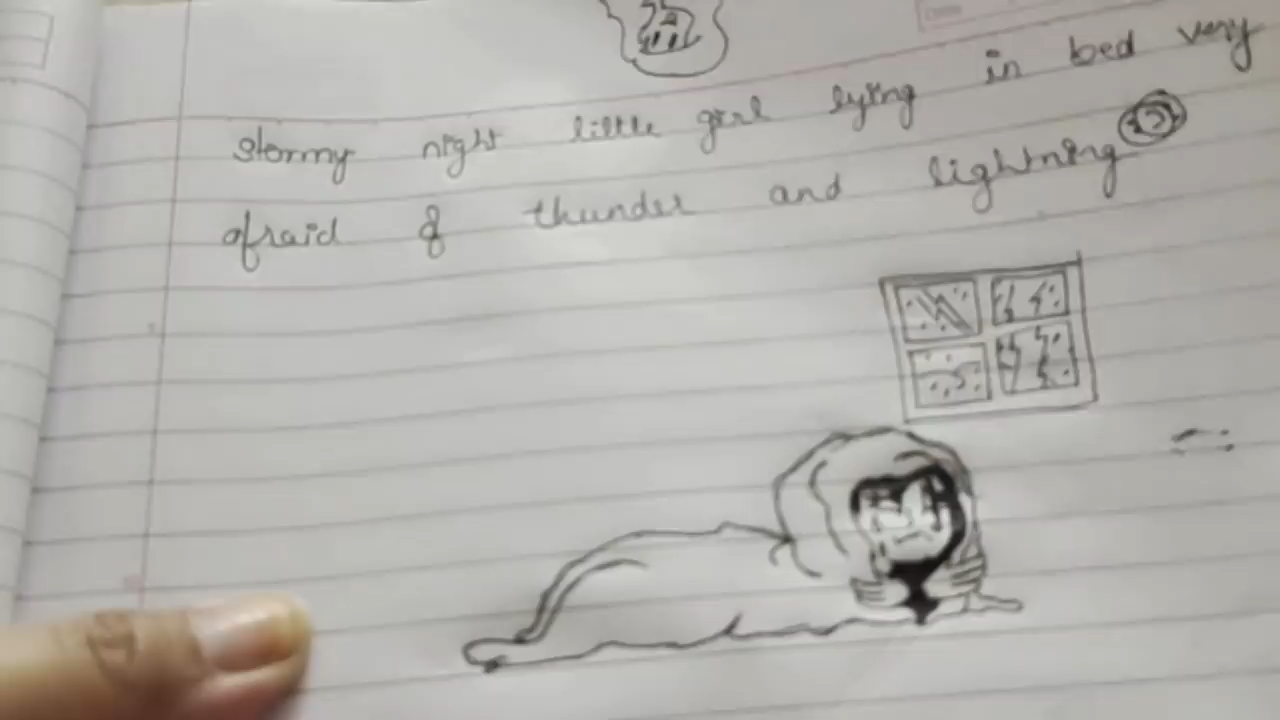 stormy night little girl lying in bed very
afraid of thunder and lightning